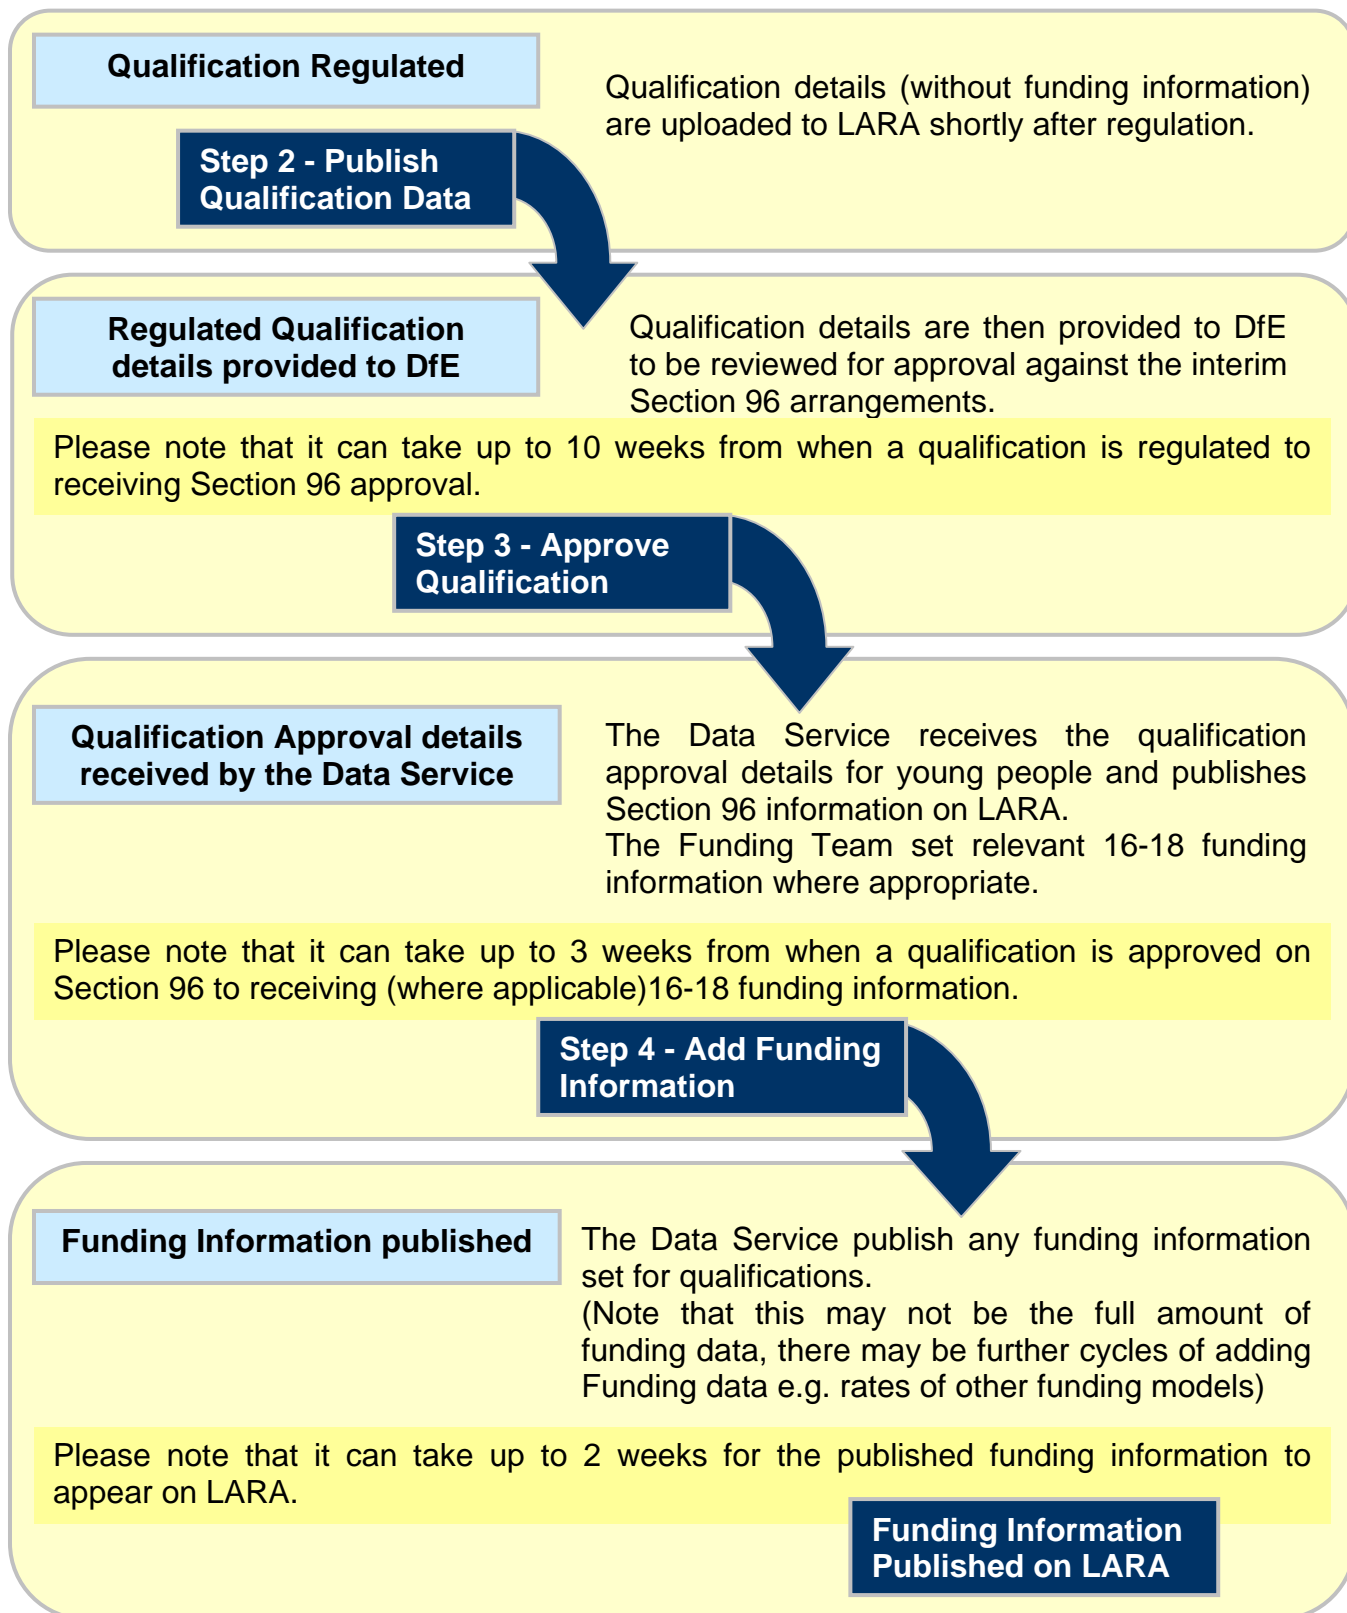 Qualification Regulated
Qualification details (without funding information)
are uploaded to LARA shortly after regulation.
Step 2 - Publish
Qualification Data
Regulated Qualification
details provided to DfE
Qualification details are then provided to DfE
to be reviewed for approval against the interim
Section 96 arrangements.
Please note that it can take up to 10 weeks from when a qualification is regulated to
receiving Section 96 approval.
Step 3 - Approve
Qualification
Qualification Approval details
received by the Data Service
The Data Service receives the qualification
approval details for young people and publishes
Section 96 information on LARA.
The Funding Team set relevant 16-18 funding
information where appropriate.
Please note that it can take up to 3 weeks from when a qualification is approved on
Section 96 to receiving (where applicable)16-18 funding information.
Step 4 - Add Funding
Information
Funding Information published
The Data Service publish any funding information
set for qualifications.
(Note that this may not be the full amount of
funding data, there may be further cycles of adding
Funding data e.g. rates of other funding models)
Please note that it can take up to 2 weeks for the published funding information to
appear on LARA.
Funding Information
Published on LARA